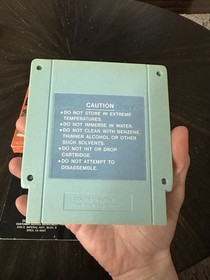 CAUTION
• DO NOT STORE IN EXTREME
TEMPERATURES.
• DO NOT IMMERSE IN WATER.
• DO NOT CLEAN WITH BENZENE,
THINNER ALCOHOL OR OTHER
SUCH SOLVENTS.
• DO NOT HIT OR DROP
CARTRIDGE.
• DO NOT ATTEMPT TO
DISASSEMBLE.